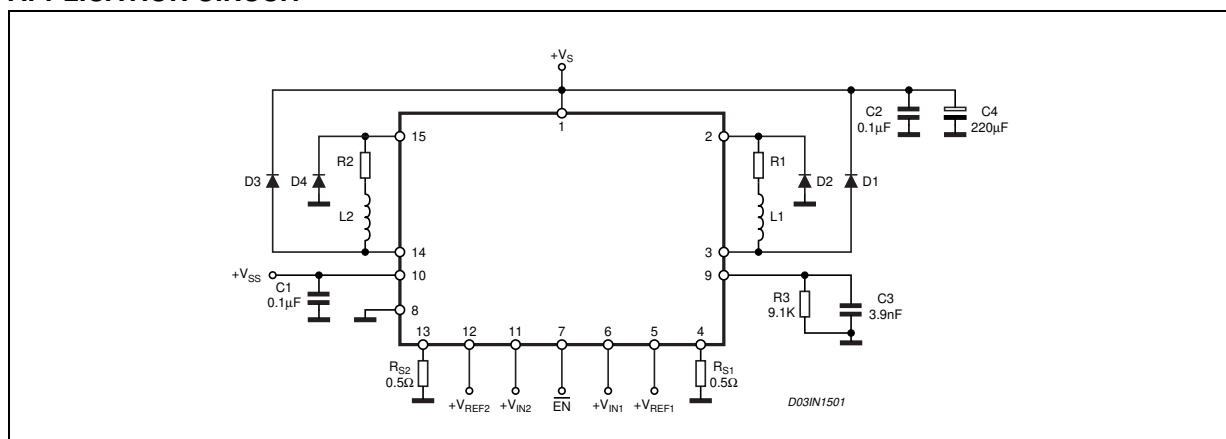 +VS
1
C2
0.1µF
C4
220µF
15
2
R2
R1
D3
D4
D2
D1
L2
L1
14
3
+VSS
10
9
C1
0.1µF
R3
9.1K
C3
3.9nF
8
13
12
11
7
6
5
4
RS2
0.5Ω
RS1
0.5Ω
+VREF2
+VIN2
EN
+VIN1
+VREF1
D03IN1501